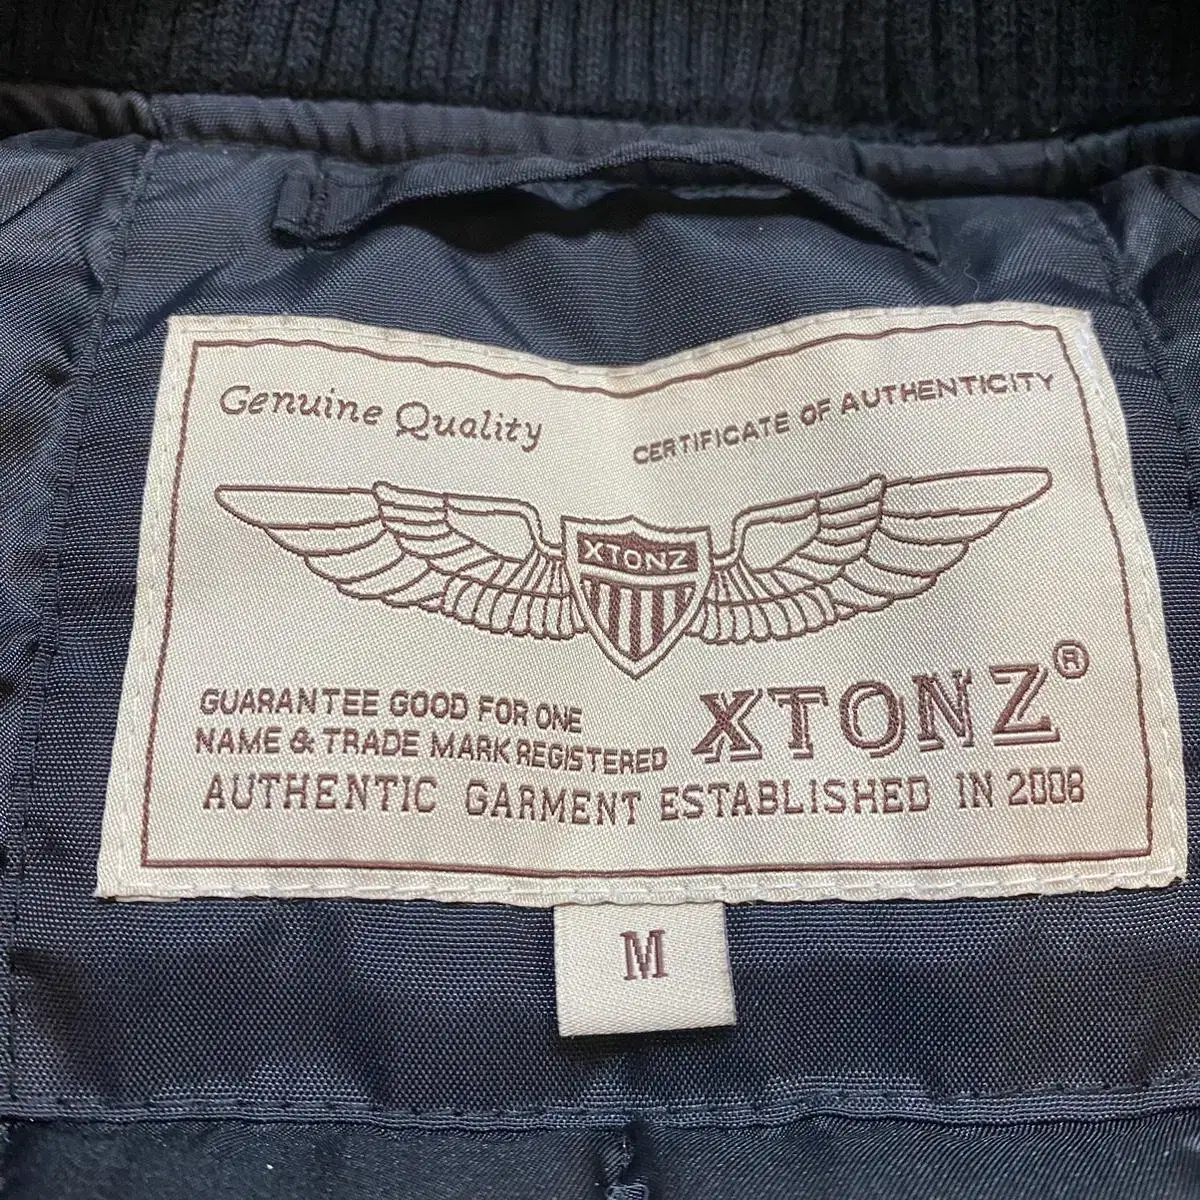 Genuine Quality
CERTIFICATE OF AUTHENTICITY
XTONZ
GUARANTEE GOOD FOR ONE
NAME & TRADE MARK REGISTERED
XTONZ®
AUTHENTIC GARMENT ESTABLISHED IN 2008
M